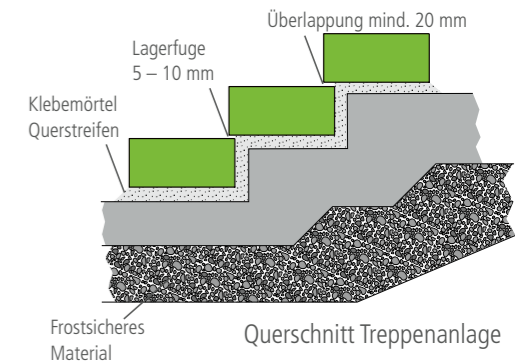 Überlappung mind. 20 mm
Lagerfuge
5 – 10 mm
Klebemörtel
Querstreifen
Frostsicheres
Material
Querschnitt Treppenanlage